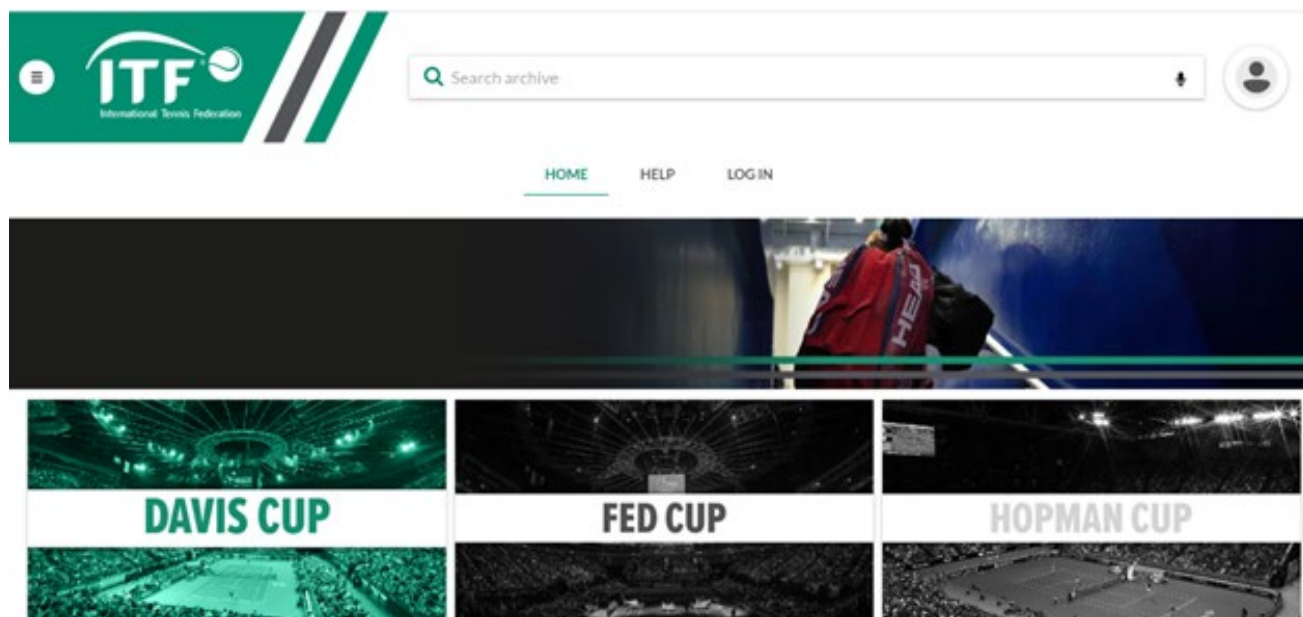 ITF
International Tennis Federation
Search archive
HOME HELP LOG IN
HEAD
DAVIS CUP FED CUP HOPMAN CUP